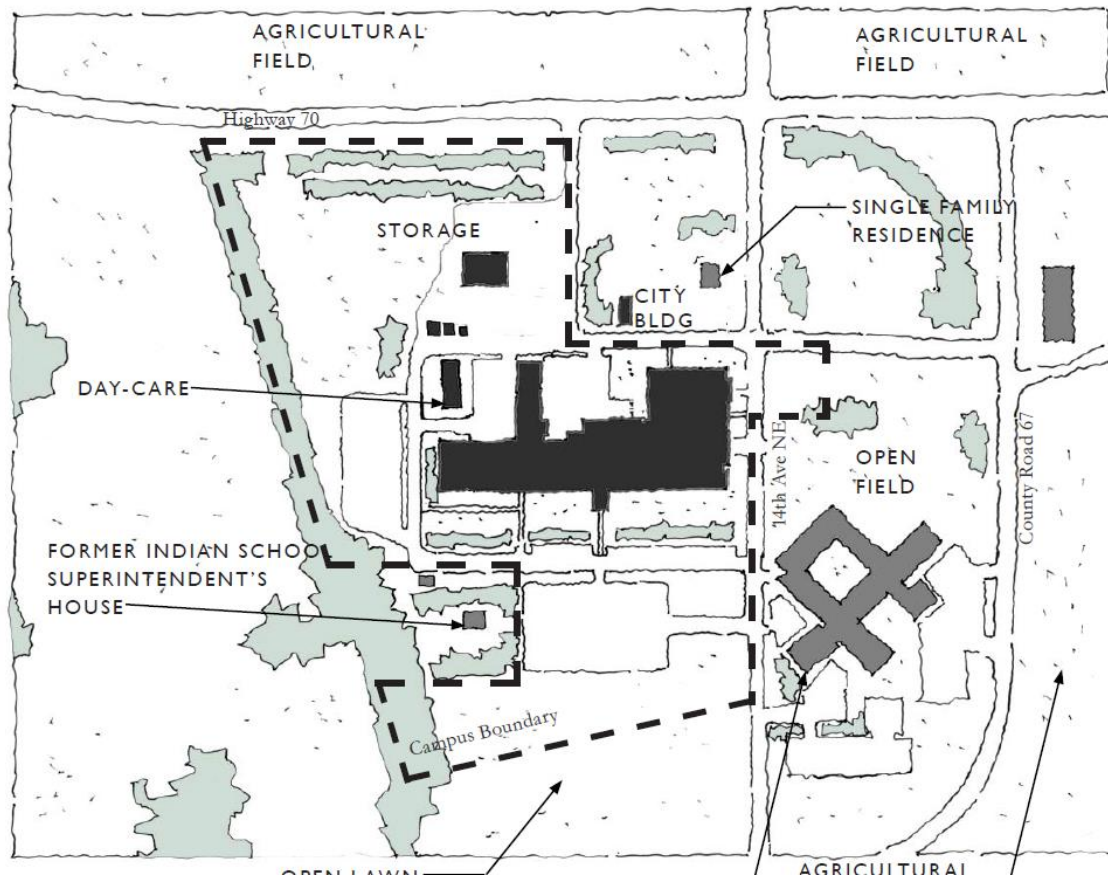 AGRICULTURAL
FIELD
AGRICULTURAL
FIELD
Highway 70
STORAGE
SINGLE FAMILY
RESIDENCE
CITY
BLDG
DAY-CARE
14th Ave NE
OPEN
FIELD
County Road 67
FORMER INDIAN SCHOOL
SUPERINTENDENT'S
HOUSE
Campus Boundary
OPEN LAWN
AGRICULTURAL